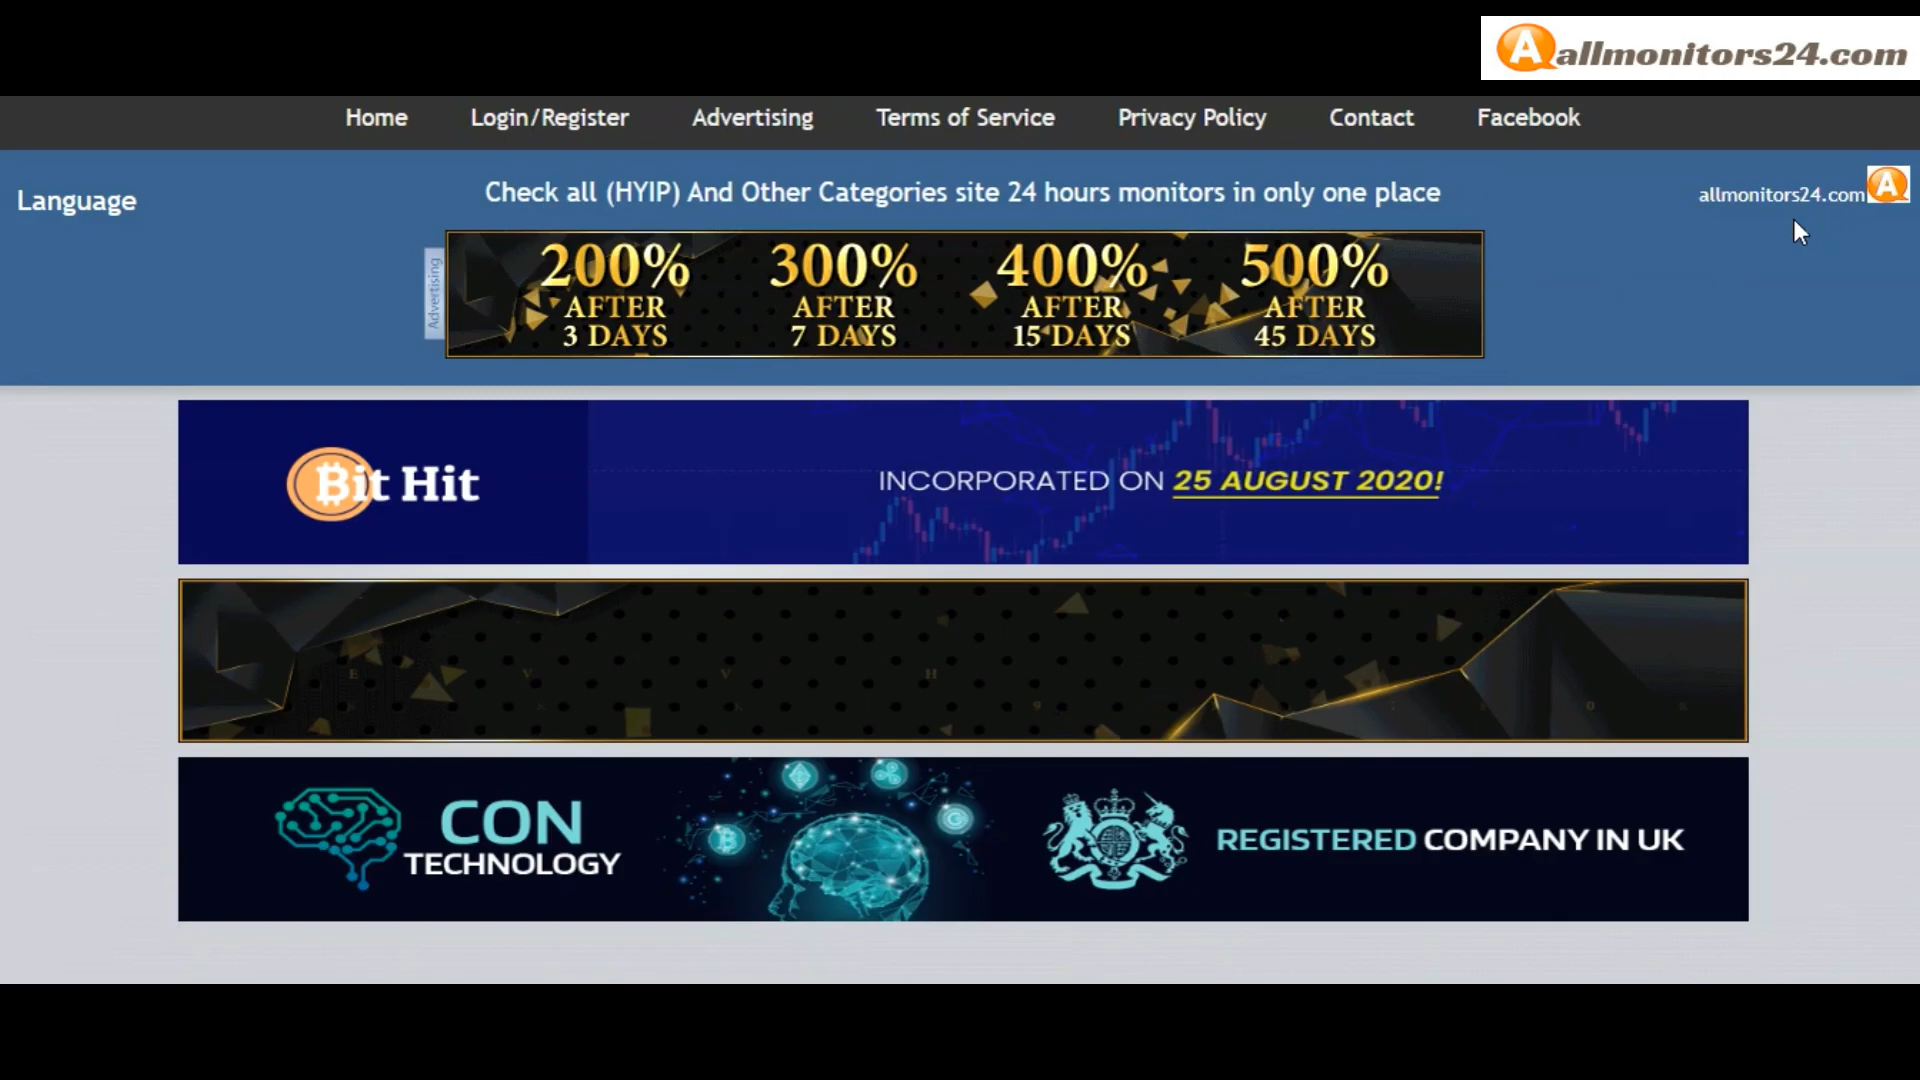 allmonitors24.com
Home Login/Register Advertising Terms of Service Privacy Policy Contact Facebook
Language
Check all (HYIP) And Other Categories site 24 hours monitors in only one place
allmonitors24.com
Advertising
200% 300% 400% 500%
AFTER AFTER AFTER AFTER
3 DAYS 7 DAYS 15 DAYS 45 DAYS
Bit Hit
INCORPORATED ON 25 AUGUST 2020!
CON
TECHNOLOGY
REGISTERED COMPANY IN UK